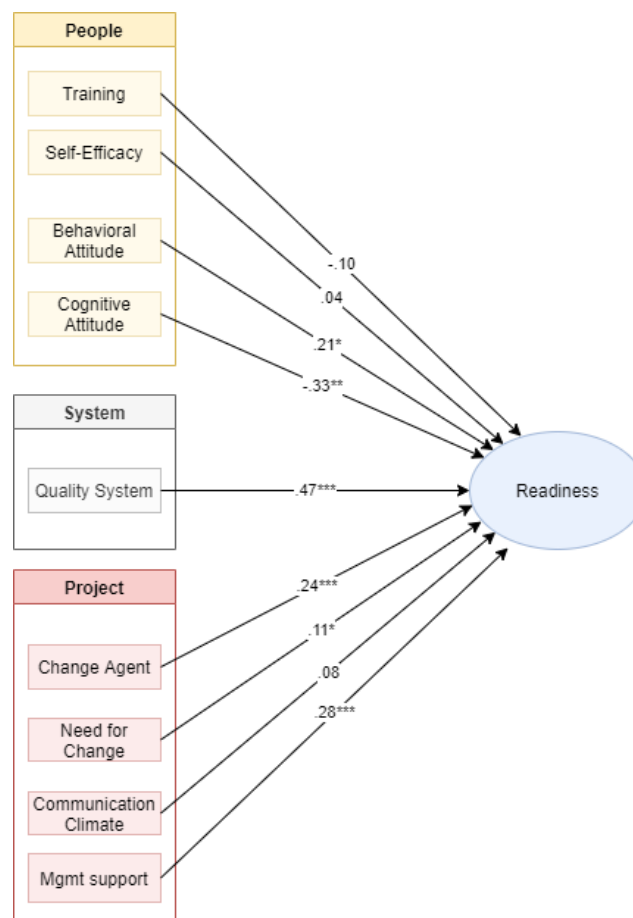 People
Training
Self-Efficacy
Behavioral
Attitude
Cognitive
Attitude
-.10
.04
.21*
-.33**
System
Quality System
.47***
Readiness
Project
Change Agent
Need for
Change
Communication
Climate
Mgmt support
.24***
.11*
.08
.28***